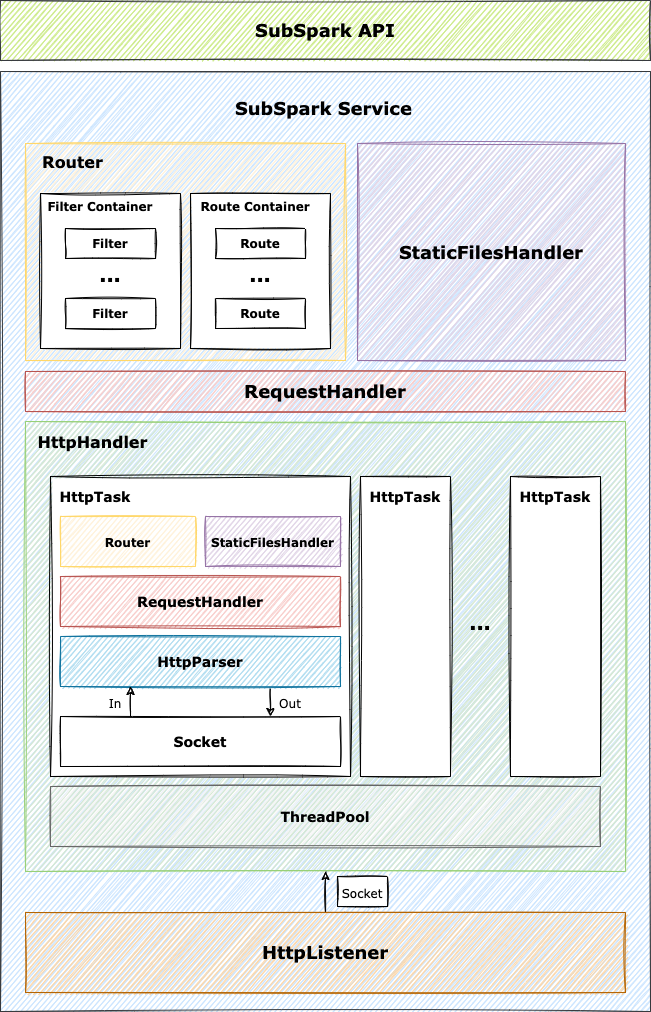 SubSpark API
SubSpark Service
Router
Filter Container
Filter
...
Filter
Route Container
Route
...
Route
StaticFilesHandler
RequestHandler
HttpHandler
HttpTask
Router
StaticFilesHandler
RequestHandler
HttpParser
In
Out
Socket
HttpTask
...
HttpTask
ThreadPool
Socket
HttpListener